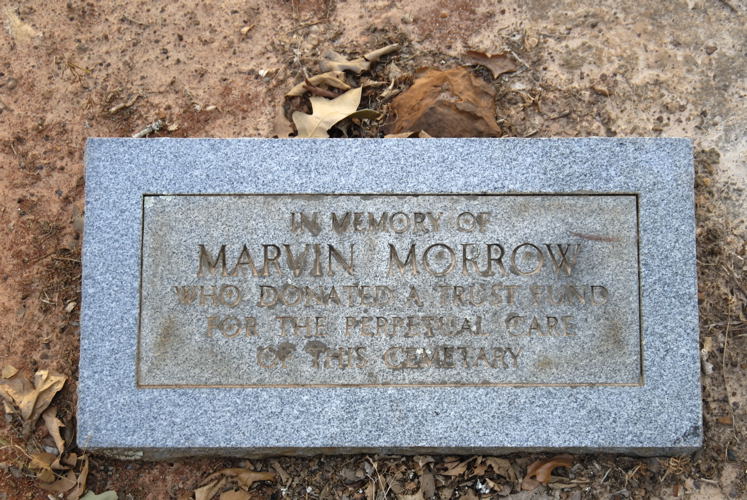 IN MEMORY OF
MARVIN MORROW
WHO DONATED A TRUST FUND
FOR THE PERPETUAL CARE
OF THIS CEMETARY